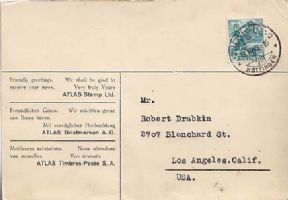 Friendly greetings. We shall be glad to
receive your news. Very truly Yours
ATLAS Stamp Ltd.
Freundlichen Gruss. Wir möchten gerne
von Ihnen hören.
Mit vorzüglicher Hochachtung
ATLAS Briefmarken A. G.
Meilleures salutations. Nous attendons
vos nouvelles. Vos dévoués
ATLAS Timbres-Poste S. A.
Mr.
Robert Drubkin
2707 Blanchard St.
Los Angeles,Calif.
USA.